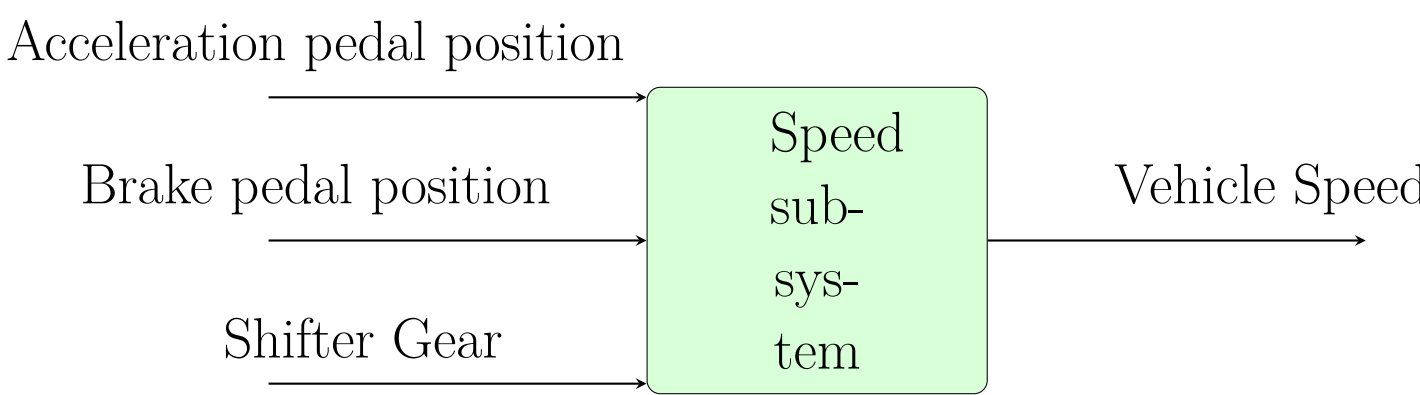 Acceleration pedal position
Brake pedal position
Shifter Gear
Speed
sub-
sys-
tem
Vehicle Speed